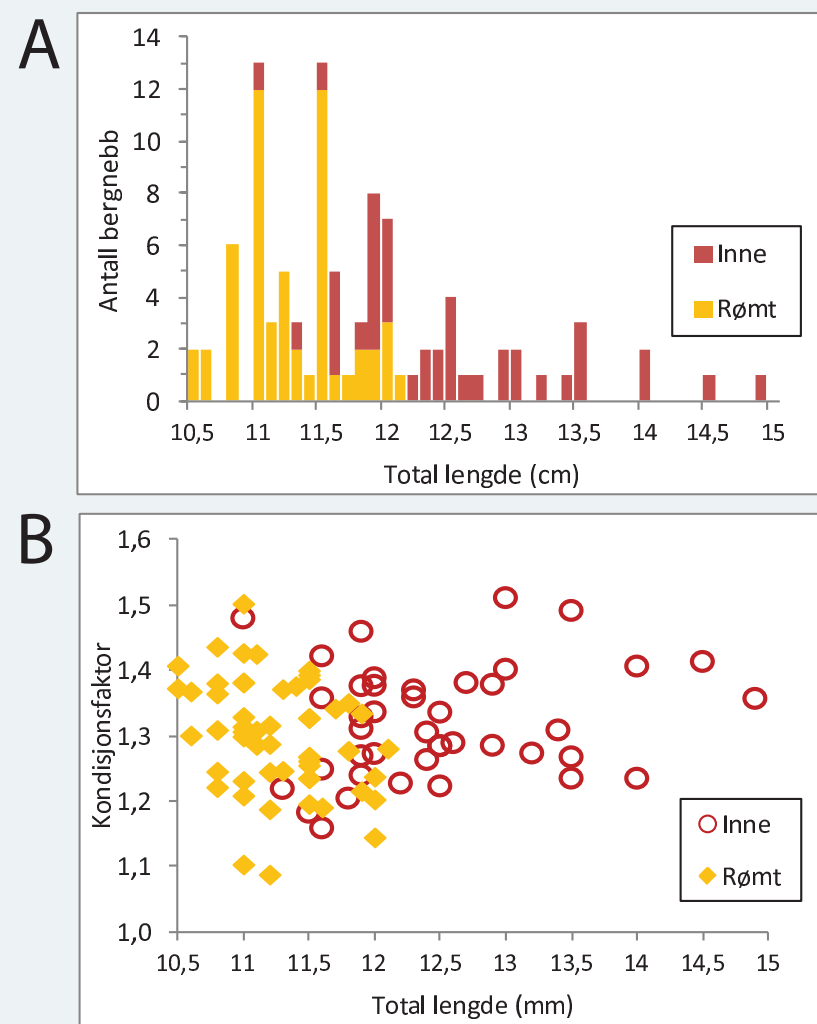 A
14
12
10
8
6
4
2
0
Antall bergnebb
Inne
Rømt
10,5 11 11,5 12 12,5 13 13,5 14 14,5 15
Total lengde (cm)
B
1,6
1,5
1,4
1,3
1,2
1,1
1,0
Kondisjonsfaktor
Inne
Rømt
10,5 11 11,5 12 12,5 13 13,5 14 14,5 15
Total lengde (mm)